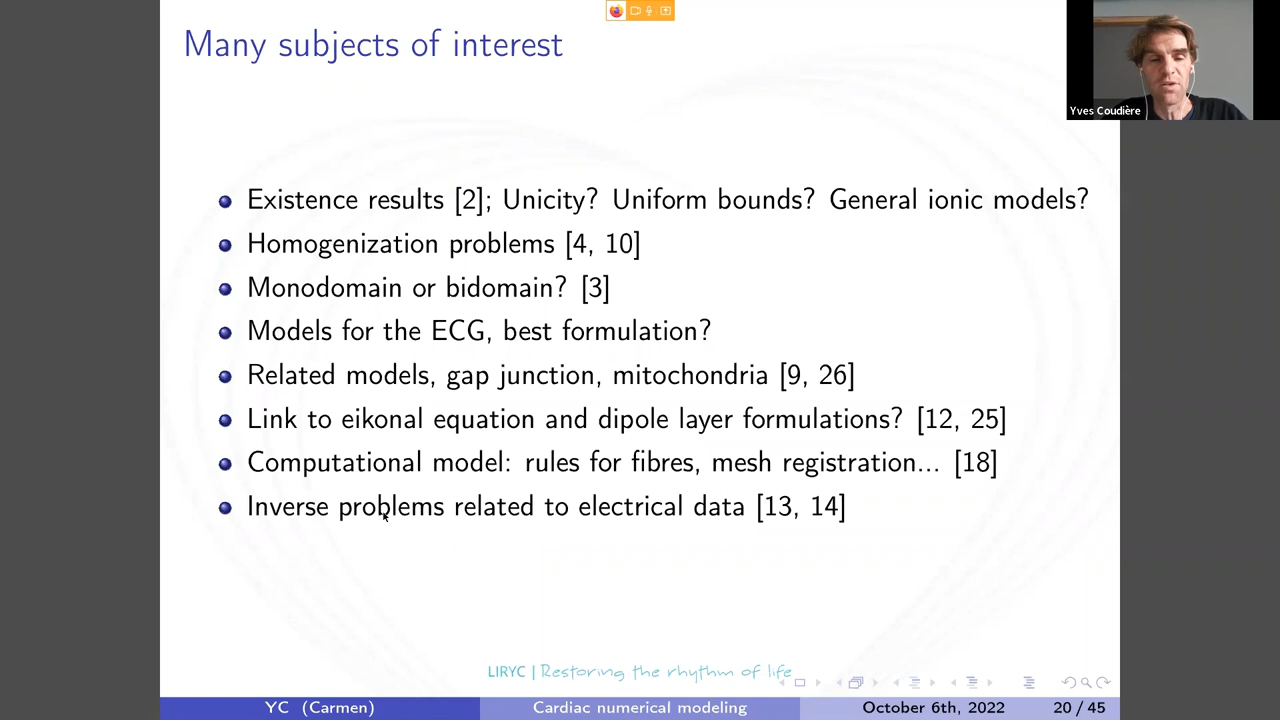 Many subjects of interest
Yves Coudière
Existence results [2]; Unicity? Uniform bounds? General ionic models?
Homogenization problems [4, 10]
Monodomain or bidomain? [3]
Models for the ECG, best formulation?
Related models, gap junction, mitochondria [9, 26]
Link to eikonal equation and dipole layer formulations? [12, 25]
Computational model: rules for fibres, mesh registration... [18]
Inverse problems related to electrical data [13, 14]
LIRYC | Restoring the rhythm of life
YC (Carmen) Cardiac numerical modeling October 6th, 2022 20 / 45